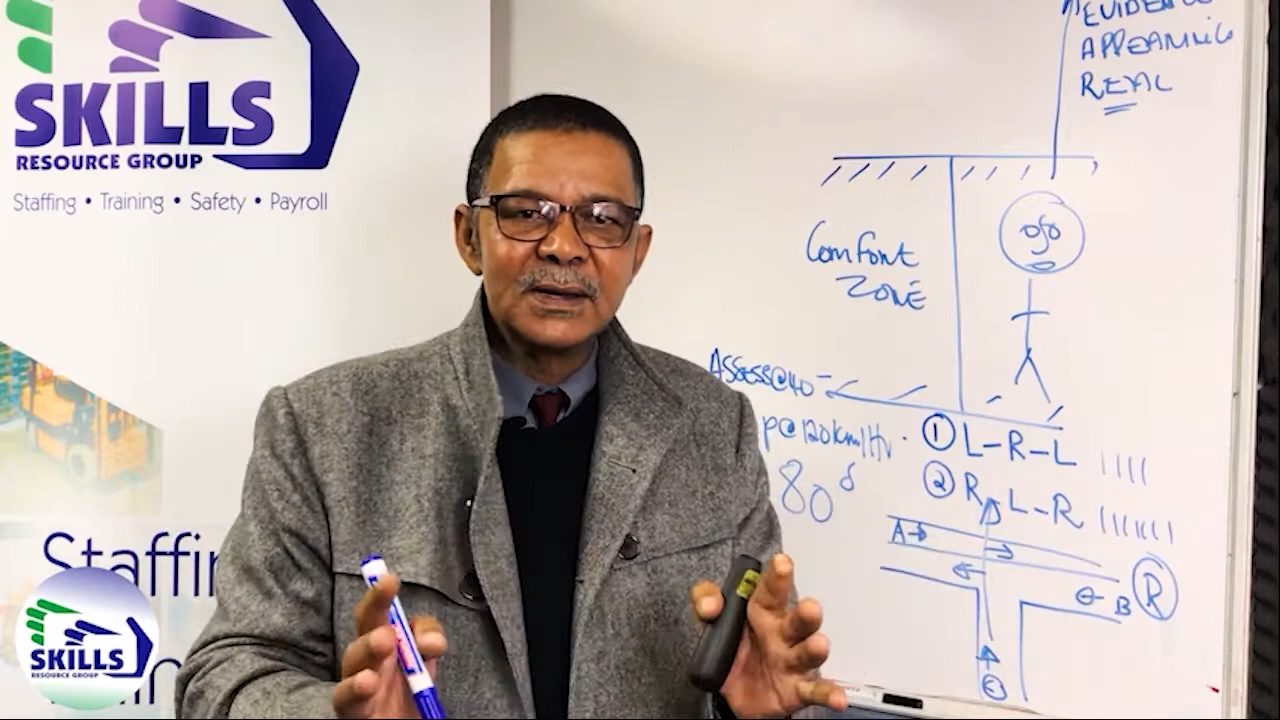 SKILLS
RESOURCE GROUP
Staffing • Training • Safety • Payroll
Staffin
SKILLS
RESOURCE GROUP
APPEARING
REAL
Comfort
ZONE
ASSESS@40
P@120km/Hr.
80
① L-R-L
② R-L-R
A
B
R